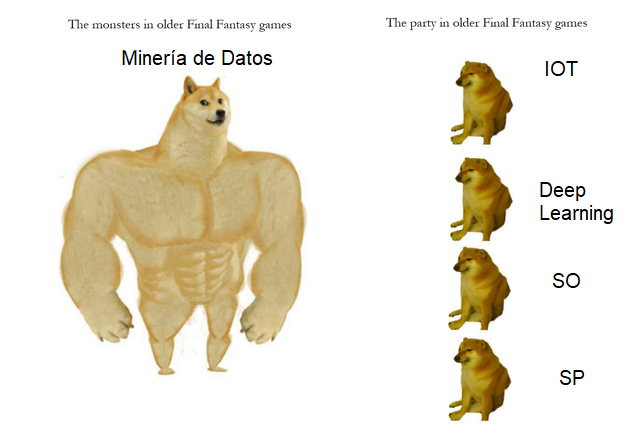 The monsters in older Final Fantasy games
The party in older Final Fantasy games
Minería de Datos
IOT
Deep
Learning
SO
SP